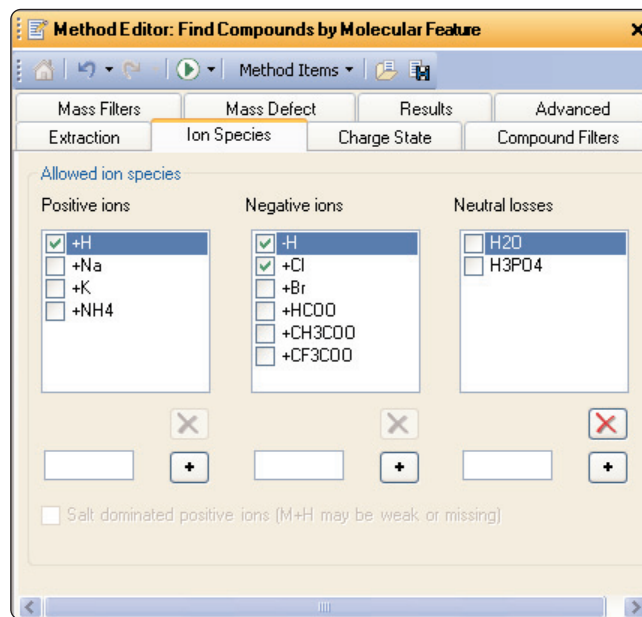 Method Editor: Find Compounds by Molecular Feature
Method Items
Mass Filters Mass Defect Results Advanced
Extraction Ion Species Charge State Compound Filters
Allowed ion species
Positive ions Negative ions Neutral losses
+H -H H2O
+Na +Cl H3PO4
+K +Br
+NH4 +HCOO
+CH3COO
+CF3COO
Salt dominated positive ions (M+H may be weak or missing)